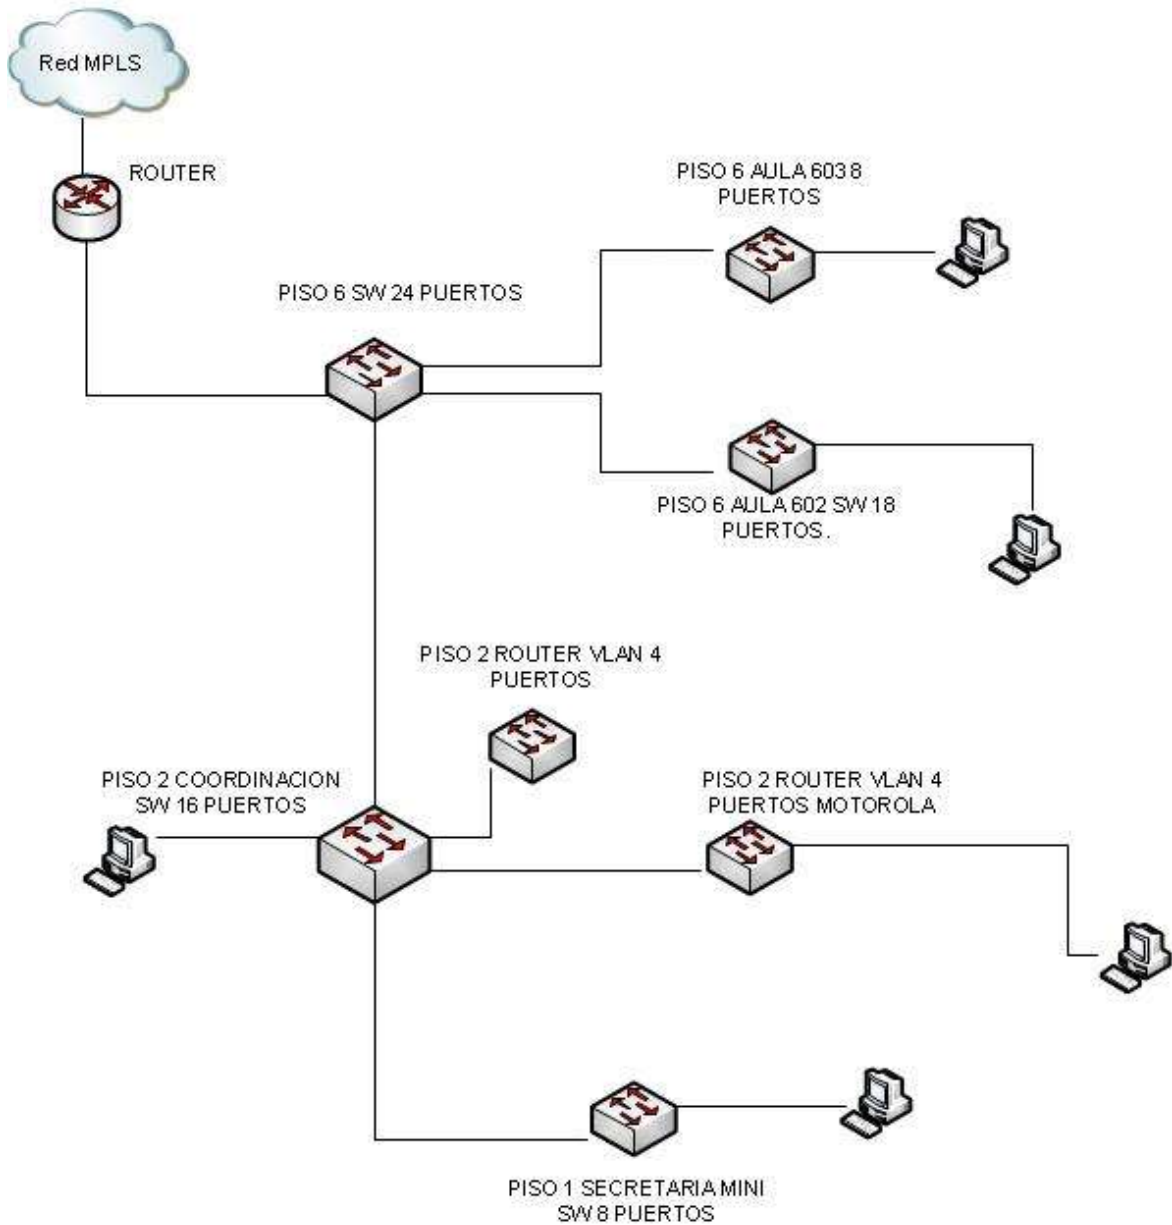 Red MPLS
ROUTER
PISO 6 AULA 603 8
PUERTOS
PISO 6 SW 24 PUERTOS
PISO 6 AULA 602 SW 18
PUERTOS.
PISO 2 ROUTER VLAN 4
PUERTOS
PISO 2 COORDINACION
SW 16 PUERTOS
PISO 2 ROUTER VLAN 4
PUERTOS MOTOROLA
PISO 1 SECRETARIA MINI
SW 8 PUERTOS